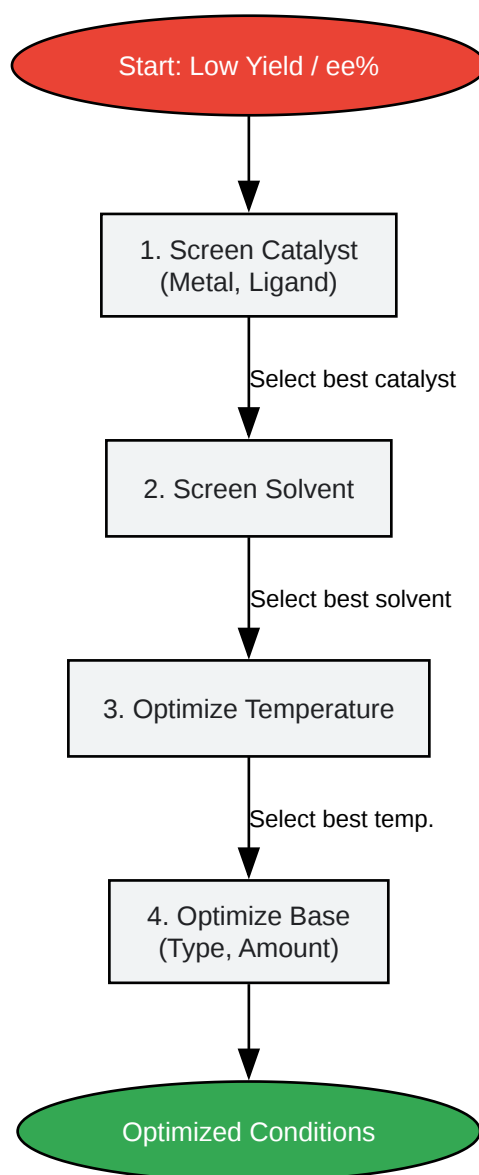 Start: Low Yield / ee%
1. Screen Catalyst
(Metal, Ligand)
Select best catalyst
2. Screen Solvent
Select best solvent
3. Optimize Temperature
Select best temp.
4. Optimize Base
(Type, Amount)
Optimized Conditions